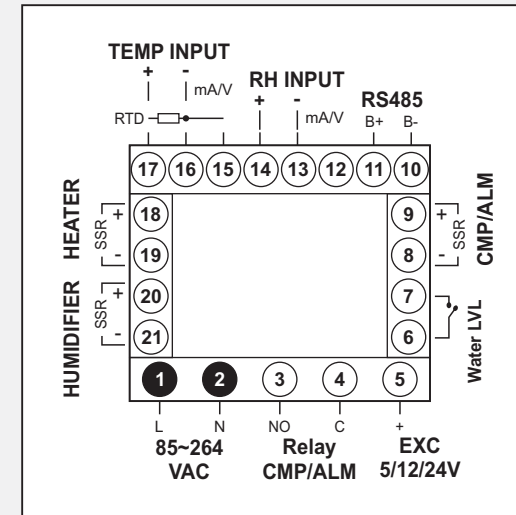 TEMP INPUT
+ -
mA/V
RH INPUT
+ -
mA/V
RS485
B+ B-
RTD
17 16 15 14 13 12 11 10
HEATER
SSR
+
-
18
19
HUMIDIFIER
SSR
+
-
20
21
9
8
+
-
SSR
CMP/ALM
7
6
Water LVL
1 2 3 4 5
L N NO C +
85~264
VAC
Relay
CMP/ALM
EXC
5/12/24V